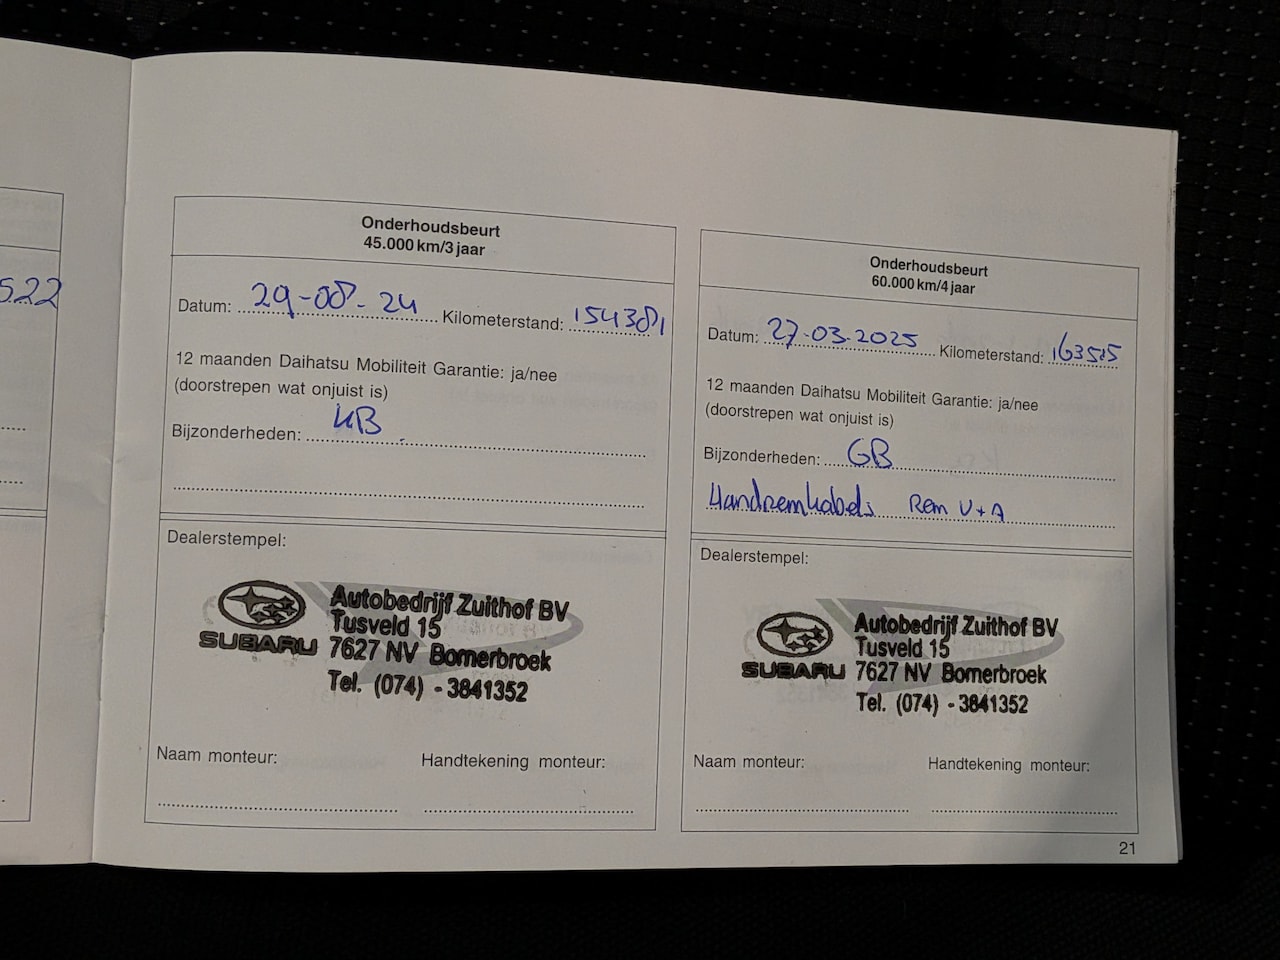 522
Onderhoudsbeurt
45.000 km/3 jaar
Datum: 29-08-24 Kilometerstand: 154381
12 maanden Daihatsu Mobiliteit Garantie: ja/nee
(doorstrepen wat onjuist is)
Bijzonderheden: KB
Dealerstempel:
SUBARU
Autobedrijf Zuithof BV
Tusveld 15
7627 NV Bornerbroek
Tel. (074) - 3841352
Naam monteur: Handtekening monteur:
Onderhoudsbeurt
60.000 km/4 jaar
Datum: 27-03-2025 Kilometerstand: 163515
12 maanden Daihatsu Mobiliteit Garantie: ja/nee
(doorstrepen wat onjuist is)
Bijzonderheden: GB
Handremkabels Rem V+A
Dealerstempel:
SUBARU
Autobedrijf Zuithof BV
Tusveld 15
7627 NV Bornerbroek
Tel. (074) - 3841352
Naam monteur: Handtekening monteur:
21